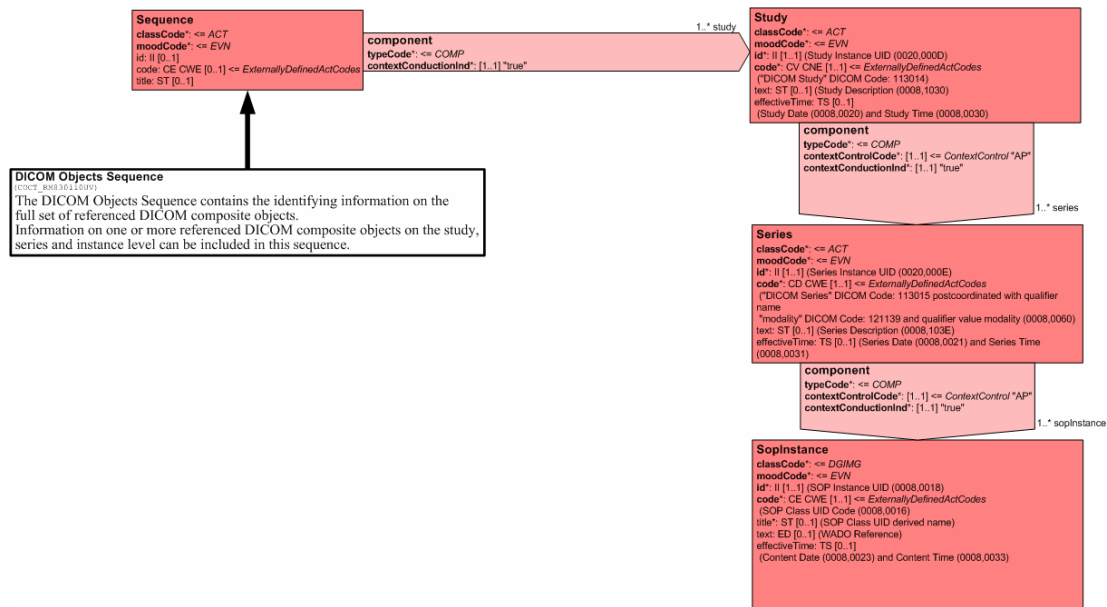 Sequence
classCode*: <= ACT
moodCode*: <= EVN
id: II [0..1]
code: CE CWE [0..1] <= ExternallyDefinedActCodes
title: ST [0..1]
component
typeCode*: <= COMP
contextConductionInd*: [1..1] "true"
1..* study
Study
classCode*: <= ACT
moodCode*: <= EVN
id*: II [1..1] (Study Instance UID (0020,000D)
code*: CV CNE [1..1] <= ExternallyDefinedActCodes
("DICOM Study" DICOM Code: 113014)
text: ST [0..1] (Study Description (0008,1030)
effectiveTime: TS [0..1]
(Study Date (0008,0020) and Study Time (0008,0030)
component
typeCode*: <= COMP
contextControlCode*: [1..1] <= ContextControl "AP"
contextConductionInd*: [1..1] "true"
1..* series
DICOM Objects Sequence
(COCT_RM830110UV)
The DICOM Objects Sequence contains the identifying information on the
full set of referenced DICOM composite objects.
Information on one or more referenced DICOM composite objects on the study,
series and instance level can be included in this sequence.
Series
classCode*: <= ACT
moodCode*: <= EVN
id*: II [1..1] (Series Instance UID (0020,000E)
code*: CD CWE [1..1] <= ExternallyDefinedActCodes
("DICOM Series" DICOM Code: 113015 postcoordinated with qualifier
name
"modality" DICOM Code: 121139 and qualifier value modality (0008,0060)
text: ST [0..1] (Series Description (0008,103E)
effectiveTime: TS [0..1] (Series Date (0008,0021) and Series Time
(0008,0031)
component
typeCode*: <= COMP
contextControlCode*: [1..1] <= ContextControl "AP"
contextConductionInd*: [1..1] "true"
1..* sopInstance
SopInstance
classCode*: <= DGIMG
moodCode*: <= EVN
id*: II [1..1] (SOP Instance UID (0008,0018)
code*: CE CWE [1..1] <= ExternallyDefinedActCodes
(SOP Class UID Code (0008,0016)
title*: ST [0..1] (SOP Class UID derived name)
text: ED [0..1] (WADO Reference)
effectiveTime: TS [0..1]
(Content Date (0008,0023) and Content Time (0008,0033)